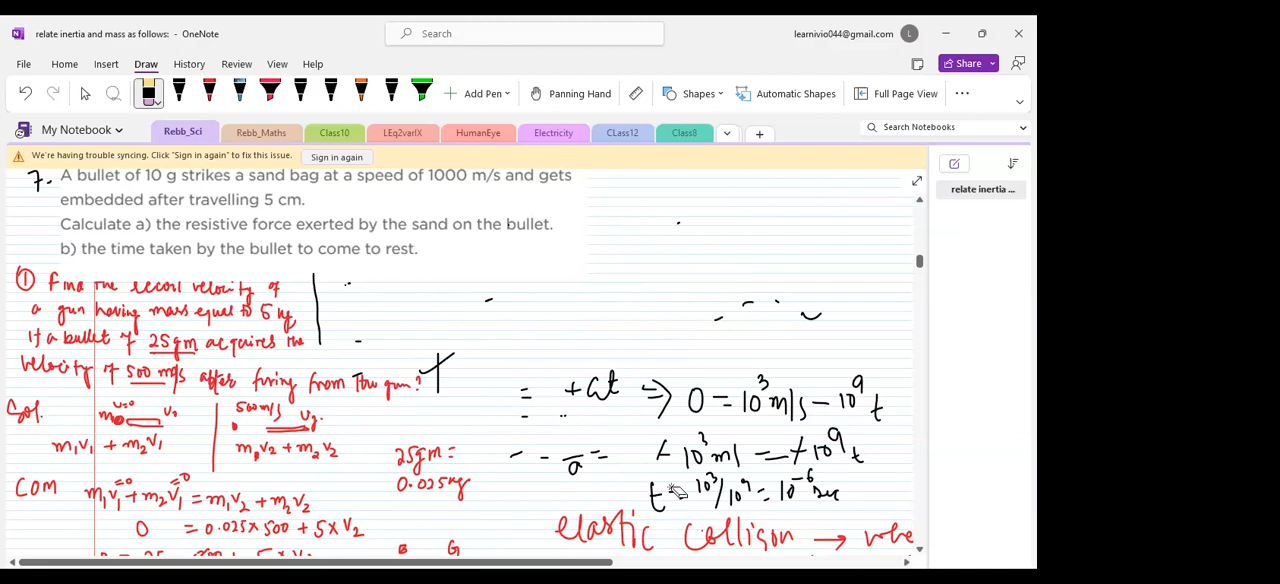 relate inertia and mass as follows: - OneNote
Search
learnivio044@gmail.com
L
File Home Insert Draw History Review View Help
Share
Add Pen
Panning Hand
Shapes
Automatic Shapes
Full Page View
My Notebook
Rebb_Sci
Rebb_Maths
Class10
LEq2varIX
HumanEye
Electricity
CLass12
Class8
Search Notebooks
We're having trouble syncing. Click "Sign in again" to fix this issue.
Sign in again
relate inertia ...
7. A bullet of 10 g strikes a sand bag at a speed of 1000 m/s and gets
embedded after travelling 5 cm.
Calculate a) the resistive force exerted by the sand on the bullet.
b) the time taken by the bullet to come to rest.
① Find the recoil velocity of
a gun having mass equal to 5 kg
If a bullet of 25gm acquires the
velocity of 500 m/s after firing from the gun?
Sol
m u=0 v₁
m₁v₁ + m₂v₁
500m/s
m₁v₂ + m₂v₂
25gm =
0.025kg
COM m₁v₁=0 + m₂v₁=0 = m₁v₂ + m₂v₂
0 = 0.025×500 + 5×v₂
B G
= +at => 0 = 10³ m/s − 10⁹ t
a = 
10³ m/ = 10⁹ t
t = 10³/10⁹ = 10⁻⁶ sec
elastic collision →